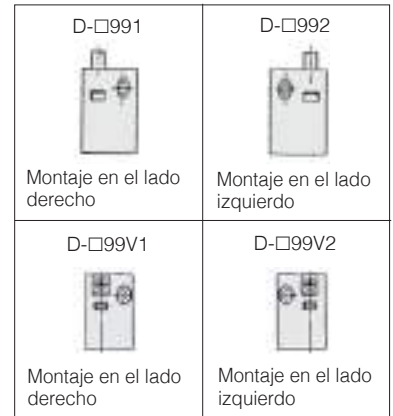 D-□991
Montaje en el lado
derecho
D-□992
Montaje en el lado
izquierdo
D-□99V1
Montaje en el lado
derecho
D-□99V2
Montaje en el lado
izquierdo